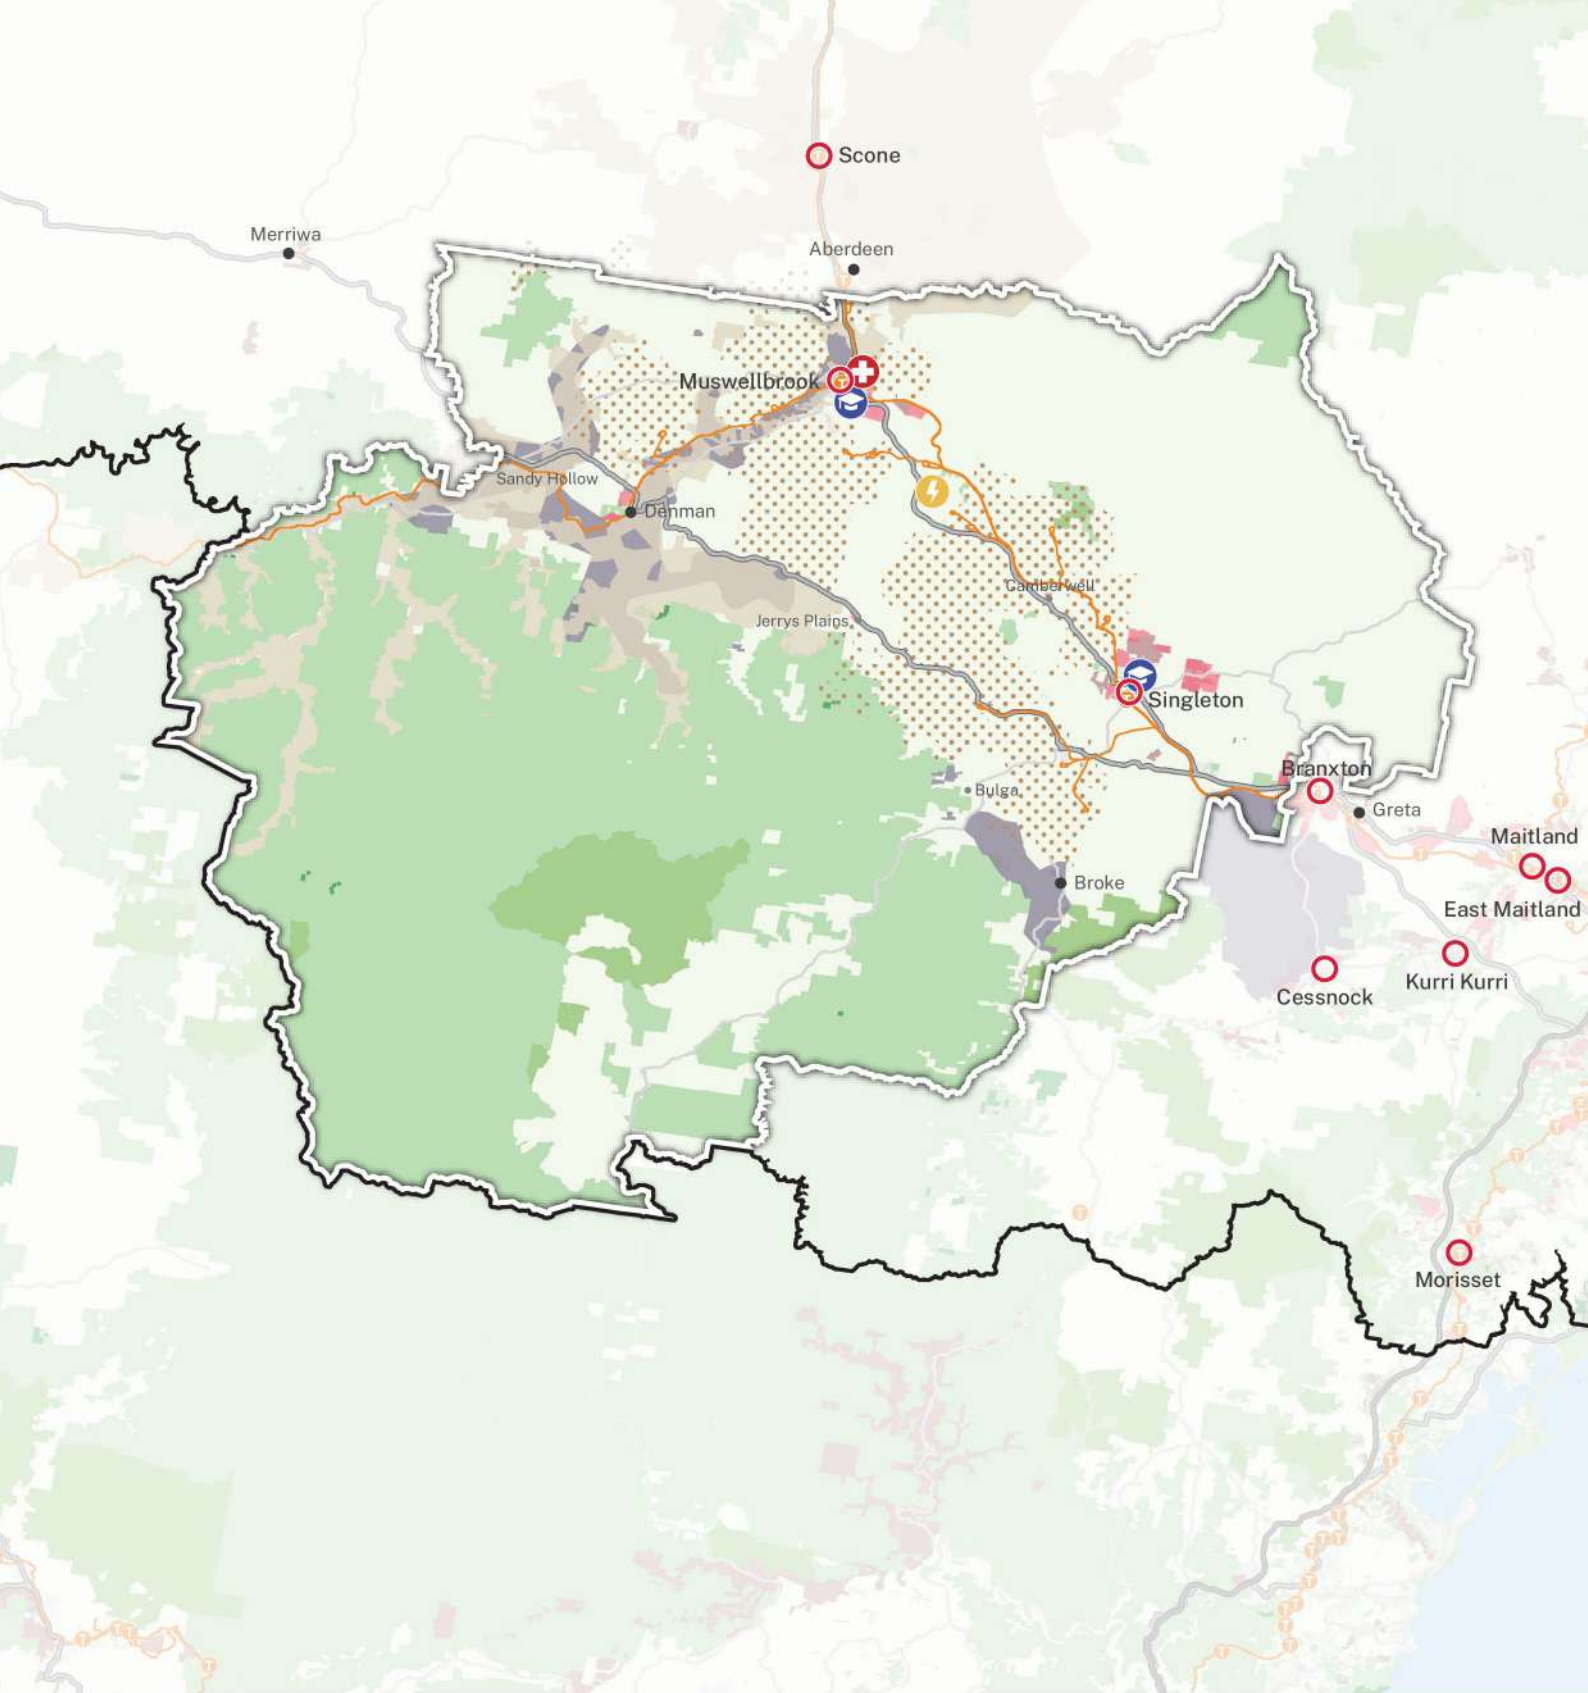 Scone
Merriwa
Aberdeen
Muswellbrook
Sandy Hollow
Denman
Camberwell
Jerrys Plains
Singleton
Branxton
Bulga
Greta
Maitland
Broke
East Maitland
Kurri Kurri
Cessnock
Morisset